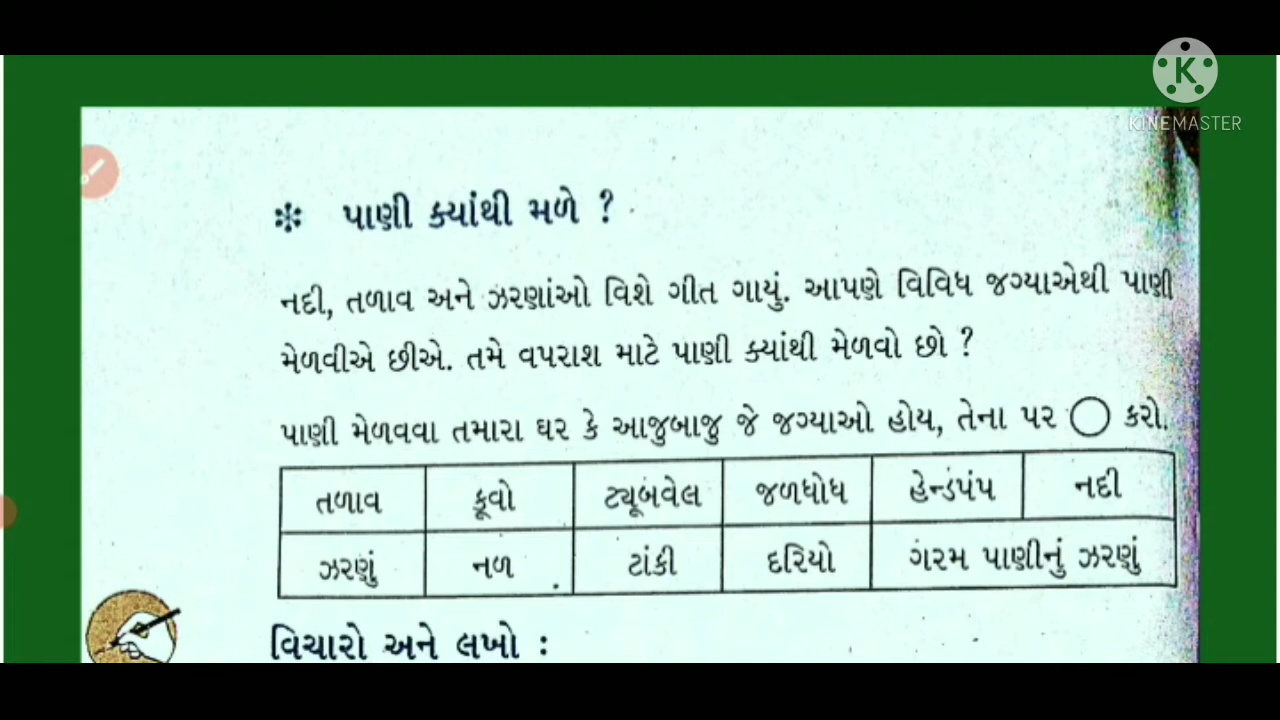 K
KINEMASTER
❇ પાણી ક્યાંથી મળે ?
નદી, તળાવ અને ઝરણાંઓ વિશે ગીત ગાયું. આપણે વિવિધ જગ્યાએથી પાણી
મેળવીએ છીએ. તમે વપરાશ માટે પાણી ક્યાંથી મેળવો છો ?
પાણી મેળવવા તમારા ઘર કે આજુબાજુ જે જગ્યાઓ હોય, તેના પર ◯ કરો.
તળાવ કૂવો ટ્યૂબવેલ જળધોધ હેન્ડપંપ નદી
ઝરણું નળ ટાંકી દરિયો ગરમ પાણીનું ઝરણું
વિચારો અને લખો :